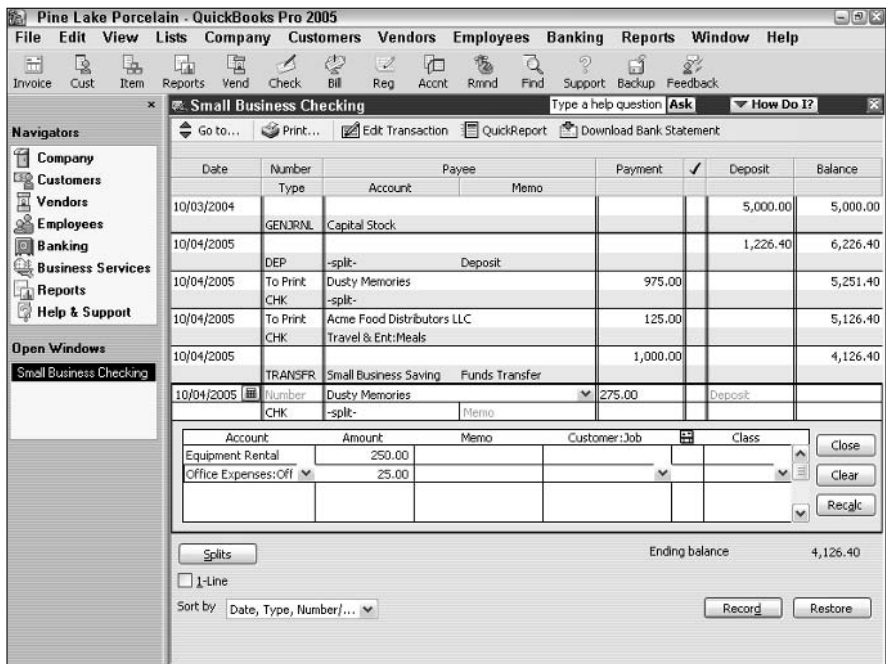 Pine Lake Porcelain - QuickBooks Pro 2005
File Edit View Lists Company Customers Vendors Employees Banking Reports Window Help
Invoice Cust Item Reports Vend Check Bill Reg Accnt Rmnd Find Support Backup Feedback
Small Business Checking Type a help question Ask How Do I?
Navigators
Company
Customers
Vendors
Employees
Banking
Business Services
Reports
Help & Support
Open Windows
Small Business Checking
Go to... Print... Edit Transaction QuickReport Download Bank Statement
Date Number Payee Payment ✓ Deposit Balance
Type Account Memo
10/03/2004 5,000.00 5,000.00
GENJRNL Capital Stock
10/04/2005 1,226.40 6,226.40
DEP -split- Deposit
10/04/2005 To Print Dusty Memories 975.00 5,251.40
CHK -split-
10/04/2005 To Print Acme Food Distributors LLC 125.00 5,126.40
CHK Travel & Ent:Meals
10/04/2005 1,000.00 4,126.40
TRANSFR Small Business Saving Funds Transfer
10/04/2005 Number Dusty Memories 275.00 Deposit
CHK -split- Memo
Account Amount Memo Customer:Job Class
Equipment Rental 250.00
Office Expenses:Off 25.00
Close
Clear
Recalc
Splits Ending balance 4,126.40
1-Line
Sort by Date, Type, Number/... Record Restore